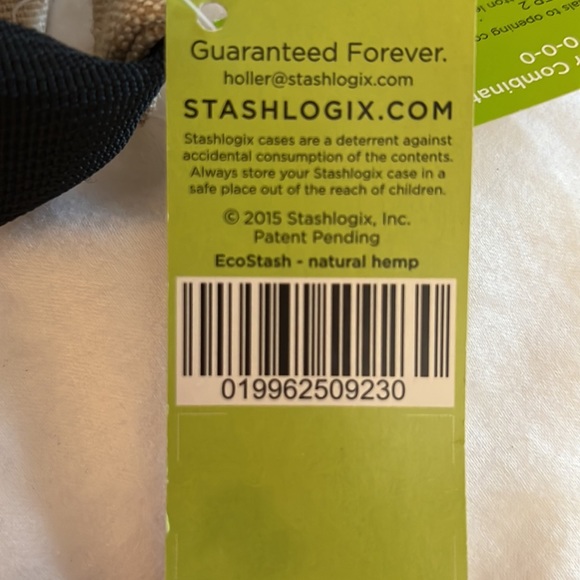 Guaranteed Forever.
holler@stashlogix.com
STASHLOGIX.COM
Stashlogix cases are a deterrent against
accidental consumption of the contents.
Always store your Stashlogix case in a
safe place out of the reach of children.
© 2015 Stashlogix, Inc.
Patent Pending
EcoStash - natural hemp
019962509230
to opening
0-0-0